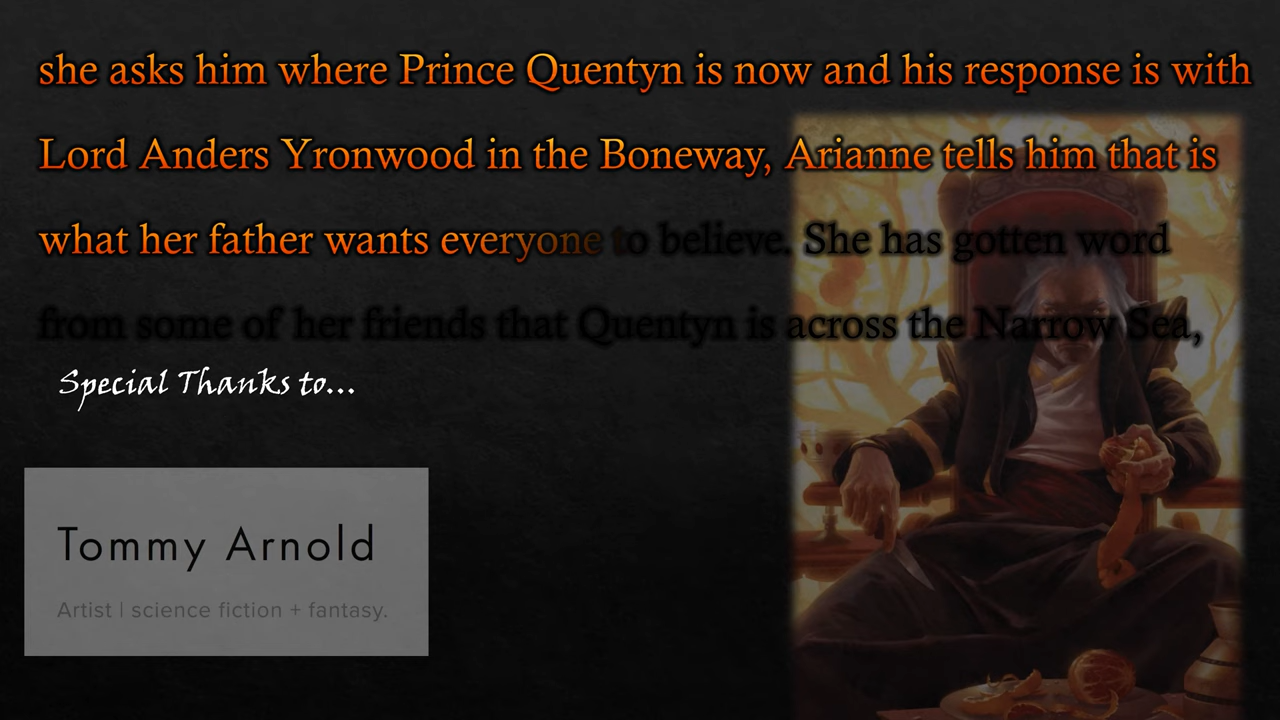 she asks him where Prince Quentyn is now and his response is with
Lord Anders Yronwood in the Boneway, Arianne tells him that is
what her father wants everyone to believe. She has gotten word
from some of her friends that Quentyn is across the Narrow Sea,
Special Thanks to...
Tommy Arnold
Artist | science fiction + fantasy.